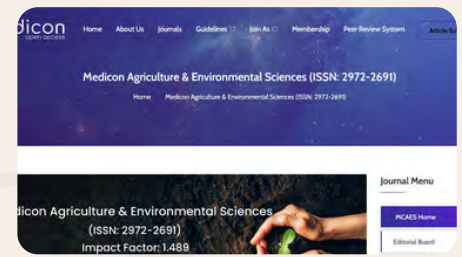 dicon
open access
Home About Us Journals Guidelines Join As Membership Peer Review System Article Su
Medicon Agriculture & Environmental Sciences (ISSN: 2972-2691)
Home Medicon Agriculture & Environmental Sciences (ISSN: 2972-2691)
Journal Menu
MCAES Home
Editorial Board
dicon Agriculture & Environmental Sciences
(ISSN: 2972-2691)
Impact Factor: 1.489